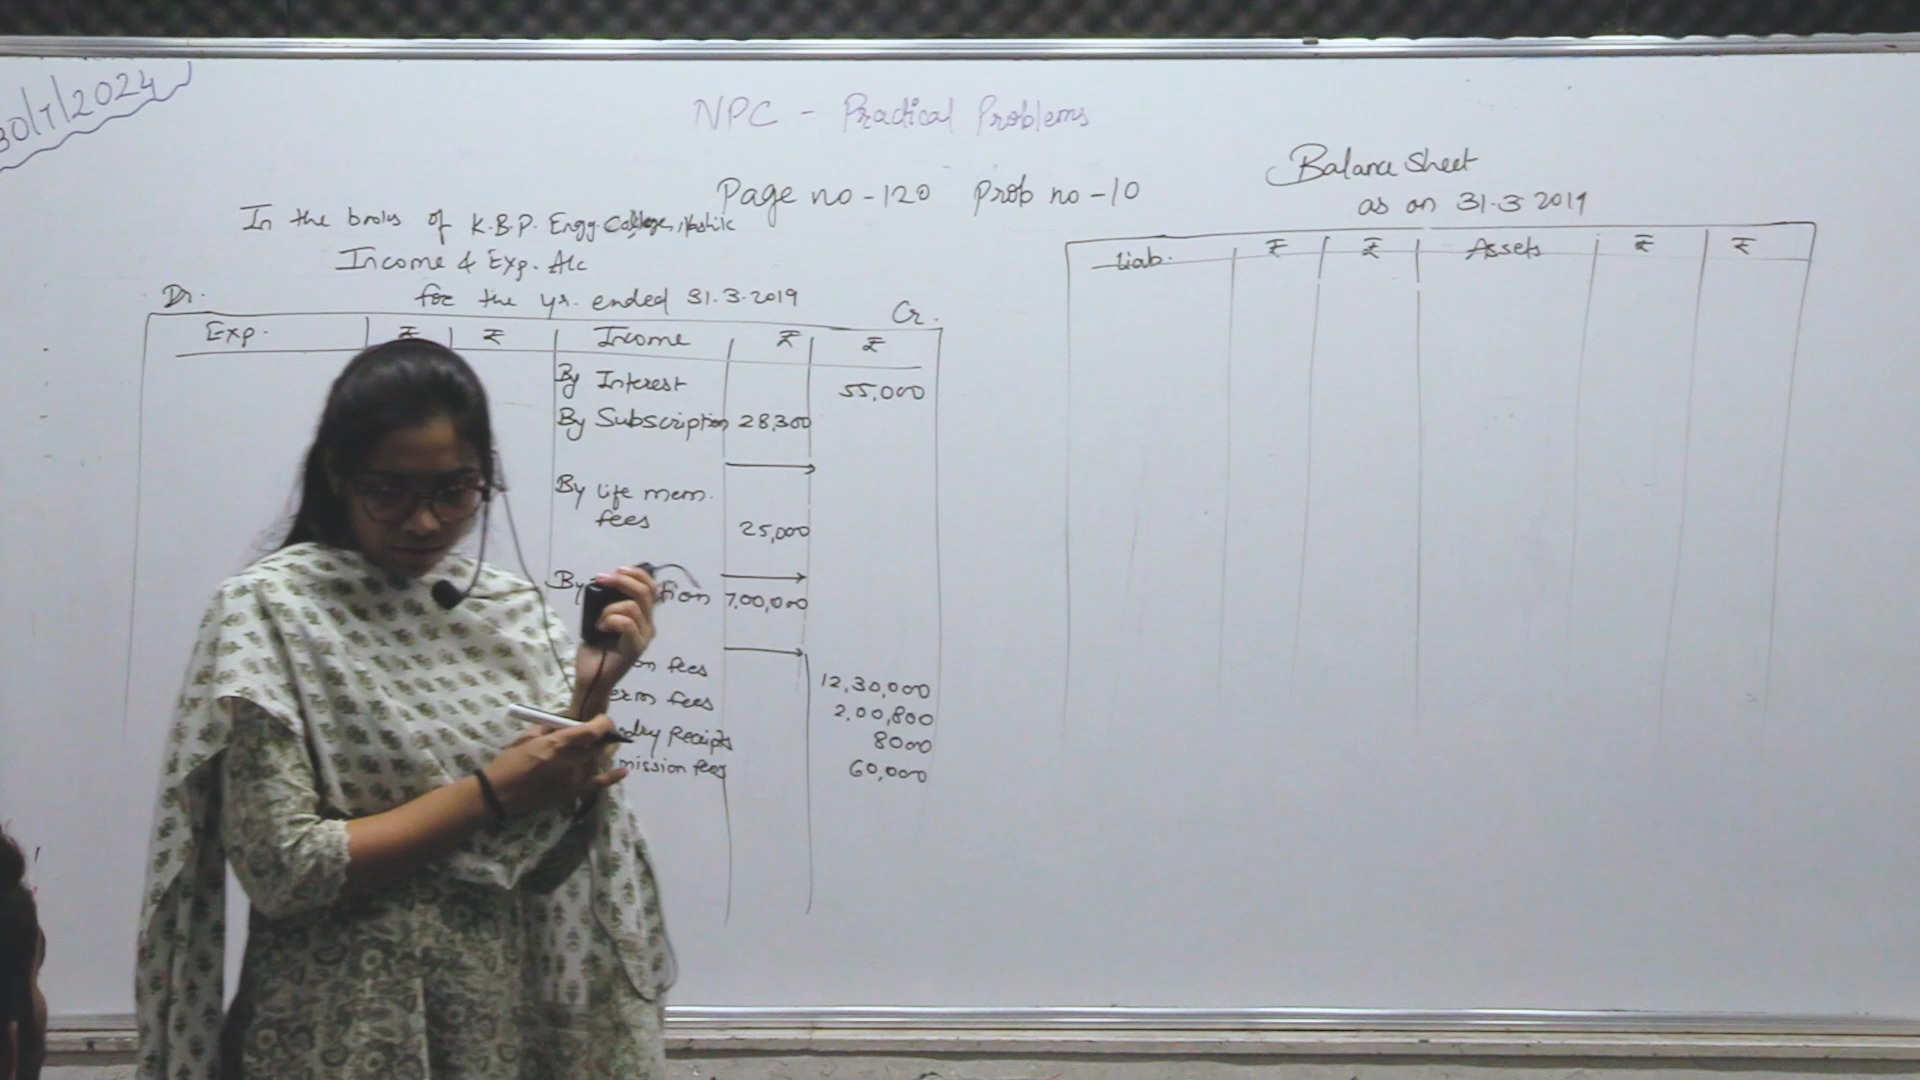 30/7/2024
NPC - Practical Problems
Page no - 120 Prob no - 10
In the books of K.B.P. Engg. College, Nashik
Income & Exp. A/c
for the yr. ended 31.3.2019
Dr. Cr.
Exp. ₹ ₹ Income ₹ ₹
By Interest 55,000
By Subscription 28,300
By life mem.
fees 25,000
By 7,00,000
fees 12,30,000
fees 2,00,800
Receipts 8000
fees 60,000
Balance Sheet
as on 31.3.2019
Liab. ₹ ₹ Assets ₹ ₹